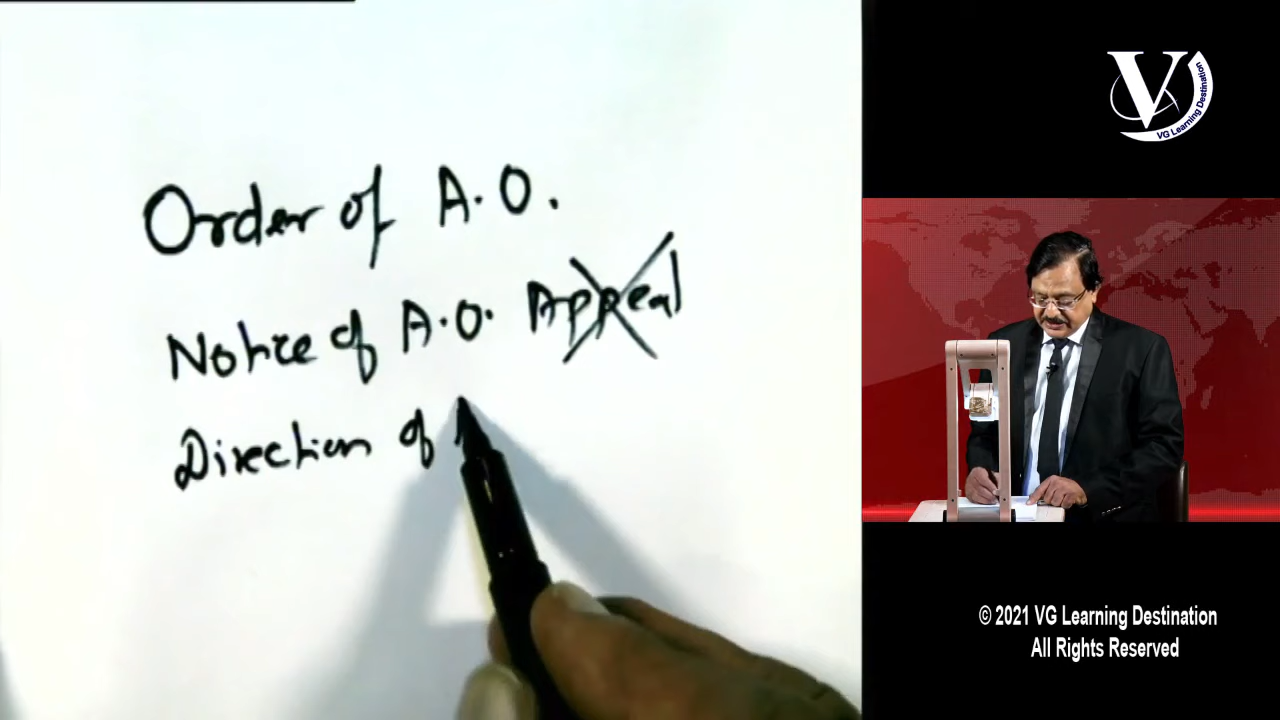 Order of A.O.
Notice of A.O. Appeal
Direction of
V
VG Learning Destination
© 2021 VG Learning Destination
All Rights Reserved